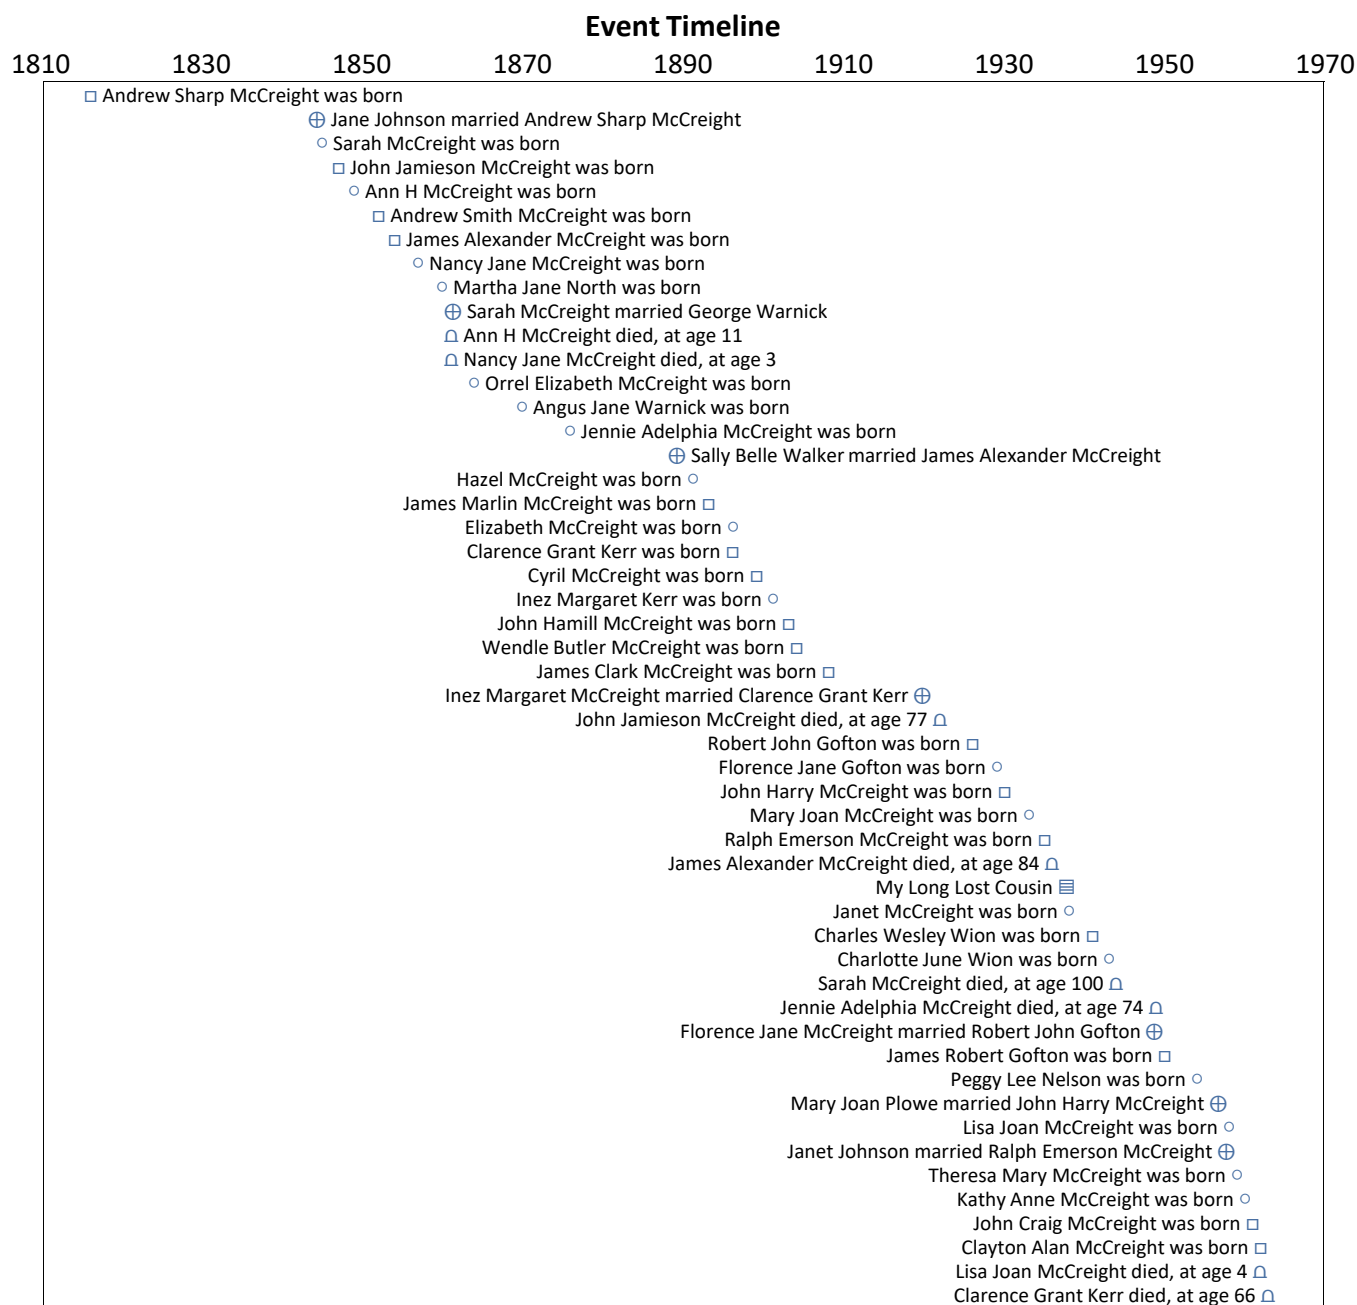 Event Timeline
1810 1830 1850 1870 1890 1910 1930 1950 1970
Andrew Sharp McCreight was born
Jane Johnson married Andrew Sharp McCreight
Sarah McCreight was born
John Jamieson McCreight was born
Ann H McCreight was born
Andrew Smith McCreight was born
James Alexander McCreight was born
Nancy Jane McCreight was born
Martha Jane North was born
Sarah McCreight married George Warnick
Ann H McCreight died, at age 11
Nancy Jane McCreight died, at age 3
Orrel Elizabeth McCreight was born
Angus Jane Warnick was born
Jennie Adelphia McCreight was born
Sally Belle Walker married James Alexander McCreight
Hazel McCreight was born
James Marlin McCreight was born
Elizabeth McCreight was born
Clarence Grant Kerr was born
Cyril McCreight was born
Inez Margaret Kerr was born
John Hamill McCreight was born
Wendle Butler McCreight was born
James Clark McCreight was born
Inez Margaret McCreight married Clarence Grant Kerr
John Jamieson McCreight died, at age 77
Robert John Gofton was born
Florence Jane Gofton was born
John Harry McCreight was born
Mary Joan McCreight was born
Ralph Emerson McCreight was born
James Alexander McCreight died, at age 84
My Long Lost Cousin
Janet McCreight was born
Charles Wesley Wion was born
Charlotte June Wion was born
Sarah McCreight died, at age 100
Jennie Adelphia McCreight died, at age 74
Florence Jane McCreight married Robert John Gofton
James Robert Gofton was born
Peggy Lee Nelson was born
Mary Joan Plowe married John Harry McCreight
Lisa Joan McCreight was born
Janet Johnson married Ralph Emerson McCreight
Theresa Mary McCreight was born
Kathy Anne McCreight was born
John Craig McCreight was born
Clayton Alan McCreight was born
Lisa Joan McCreight died, at age 4
Clarence Grant Kerr died, at age 66